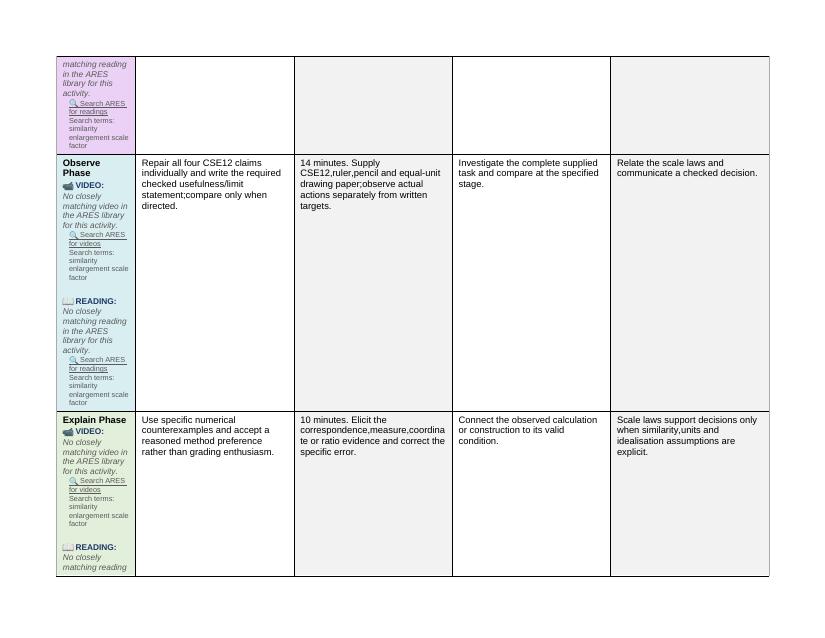 matching reading
in the ARES
library for this
activity.
🔍 Search ARES
for readings
Search terms:
similarity
enlargement scale
factor
Observe
Phase
📹 VIDEO:
No closely
matching video in
the ARES library
for this activity.
🔍 Search ARES
for videos
Search terms:
similarity
enlargement scale
factor
📖 READING:
No closely
matching reading
in the ARES
library for this
activity.
🔍 Search ARES
for readings
Search terms:
similarity
enlargement scale
factor
Repair all four CSE12 claims
individually and write the required
checked usefulness/limit
statement;compare only when
directed.
14 minutes. Supply
CSE12,ruler,pencil and equal-unit
drawing paper;observe actual
actions separately from written
targets.
Investigate the complete supplied
task and compare at the specified
stage.
Relate the scale laws and
communicate a checked decision.
Explain Phase
📹 VIDEO:
No closely
matching video in
the ARES library
for this activity.
🔍 Search ARES
for videos
Search terms:
similarity
enlargement scale
factor
📖 READING:
No closely
matching reading
Use specific numerical
counterexamples and accept a
reasoned method preference
rather than grading enthusiasm.
10 minutes. Elicit the
correspondence,measure,coordina
te or ratio evidence and correct the
specific error.
Connect the observed calculation
or construction to its valid
condition.
Scale laws support decisions only
when similarity,units and
idealisation assumptions are
explicit.